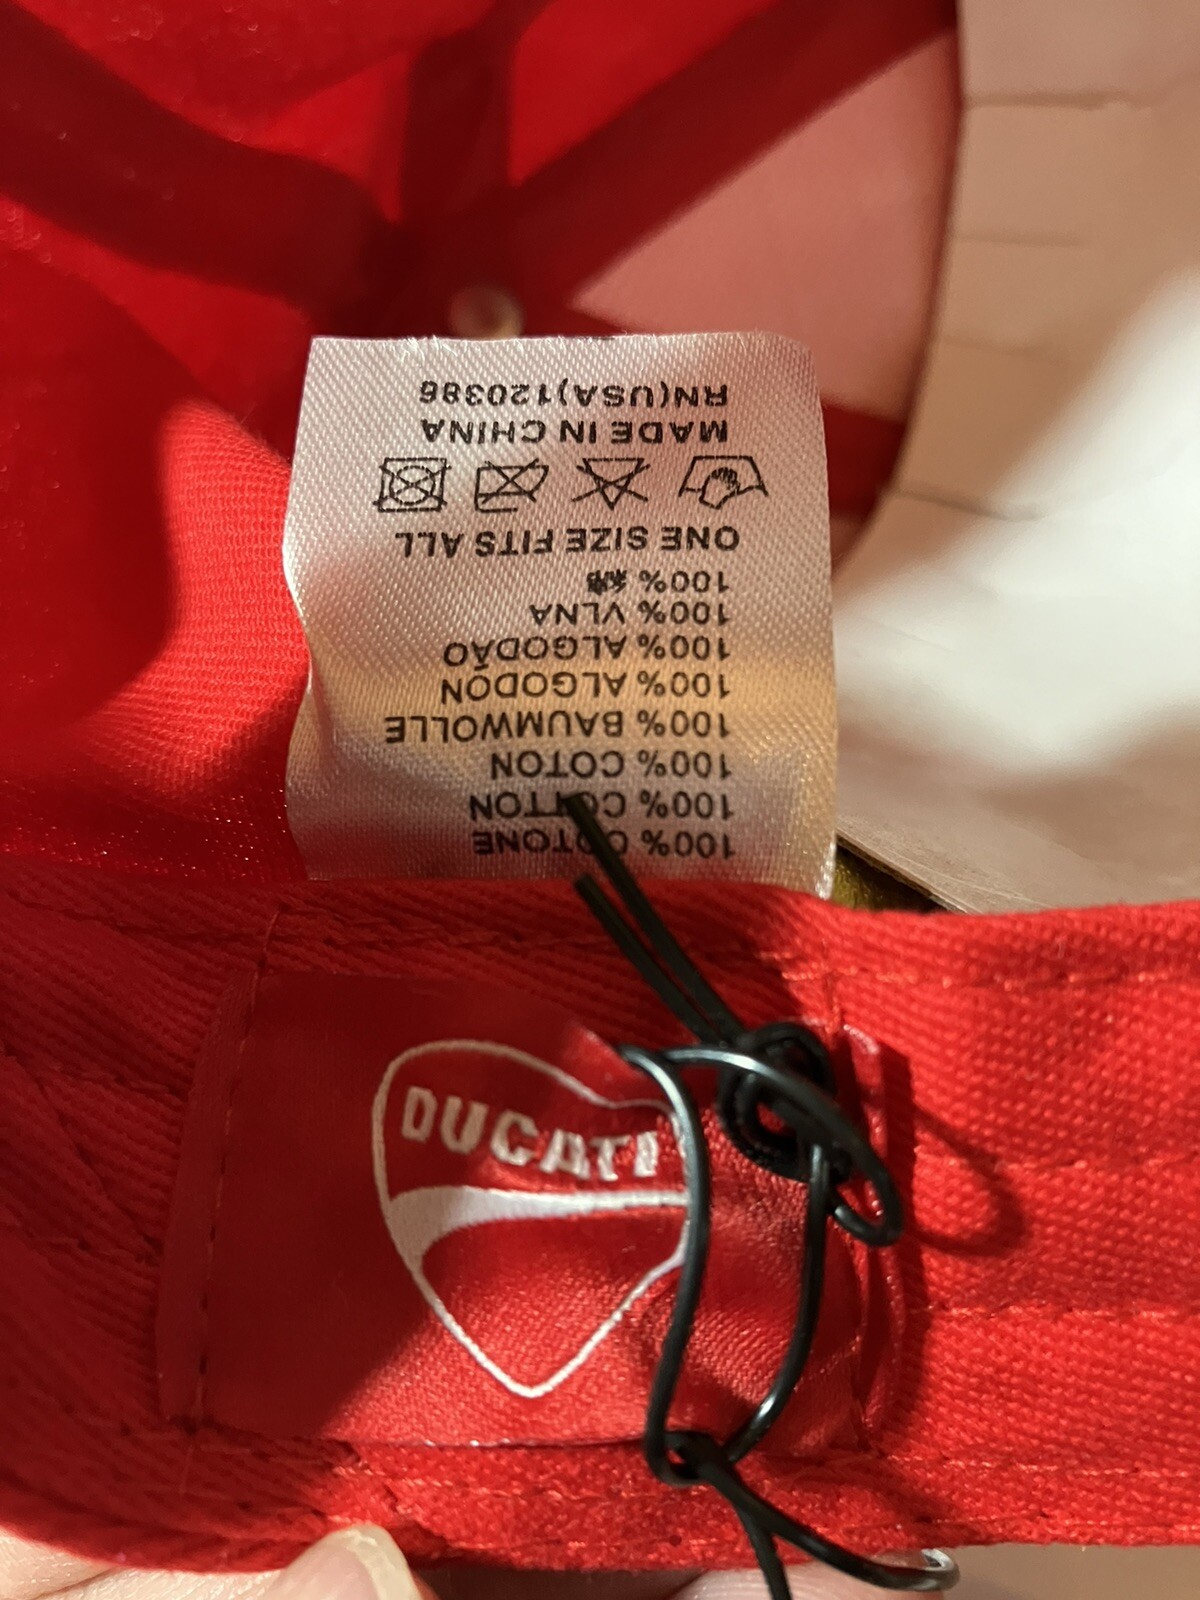 100% COTONE
100% COTTON
100% COTON
100% BAUMWOLLE
100% ALGODON
100% ALGODÃO
100% VLNA
100%
ONE SIZE FITS ALL
MADE IN CHINA
RN(USA)120386
DUCATI